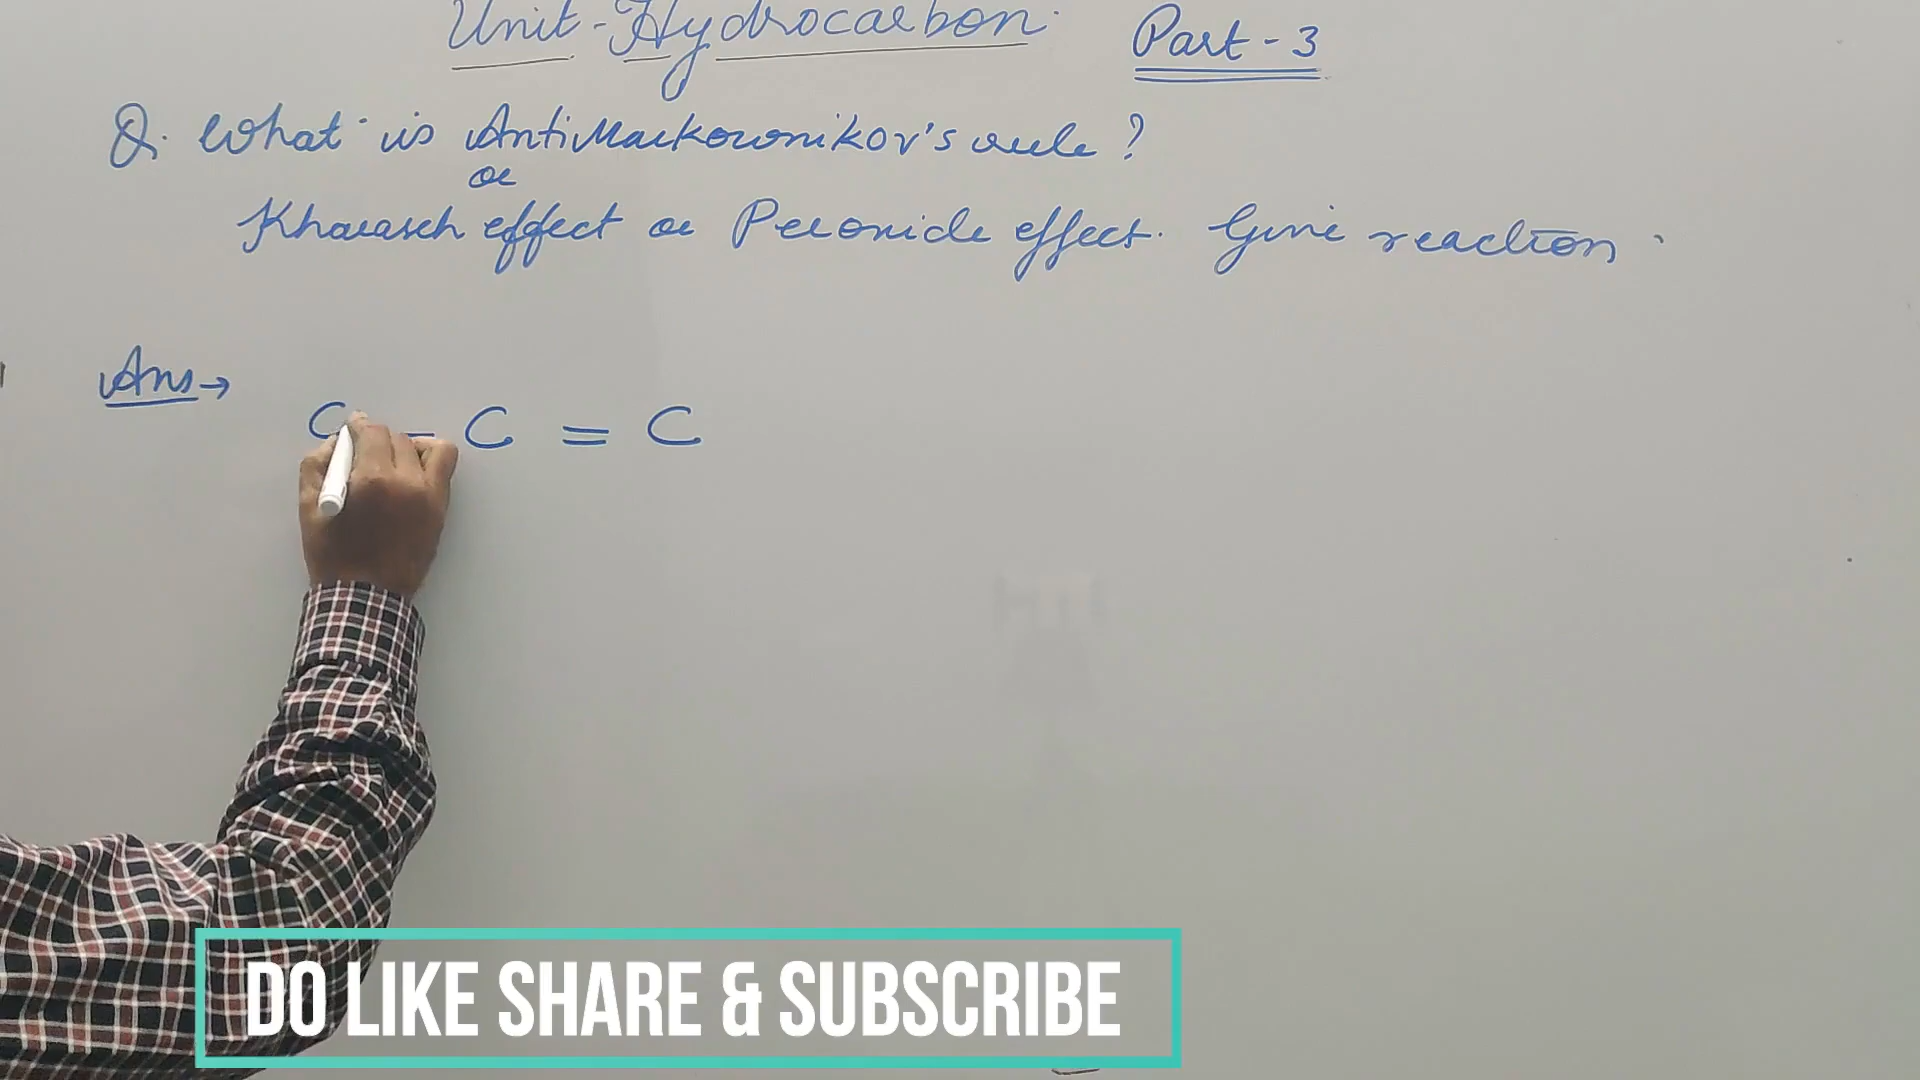 Unit-Hydrocarbon
Part-3
Q. What is AntiMarkownikov's rule?
or
Kharasch effect or Peroxide effect. Give reaction.
Ans→
C - C = C
DO LIKE SHARE & SUBSCRIBE